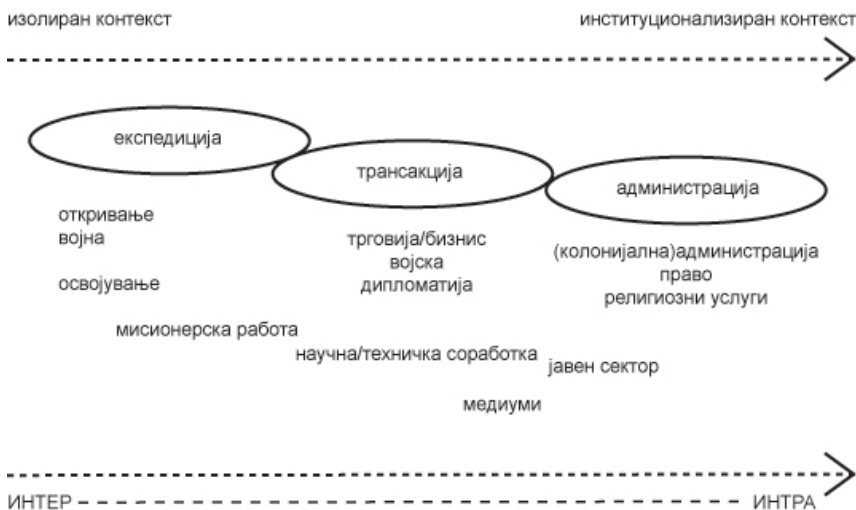 изолиран контекст
институционализиран контекст
експедиција
трансакција
администрација
откривање
војна
освојување
трговија/бизнис
војска
дипломатија
(колонијална)администрација
право
религиозни услуги
мисионерска работа
научна/техничка соработка
јавен сектор
медиуми
ИНТЕР
ИНТРА